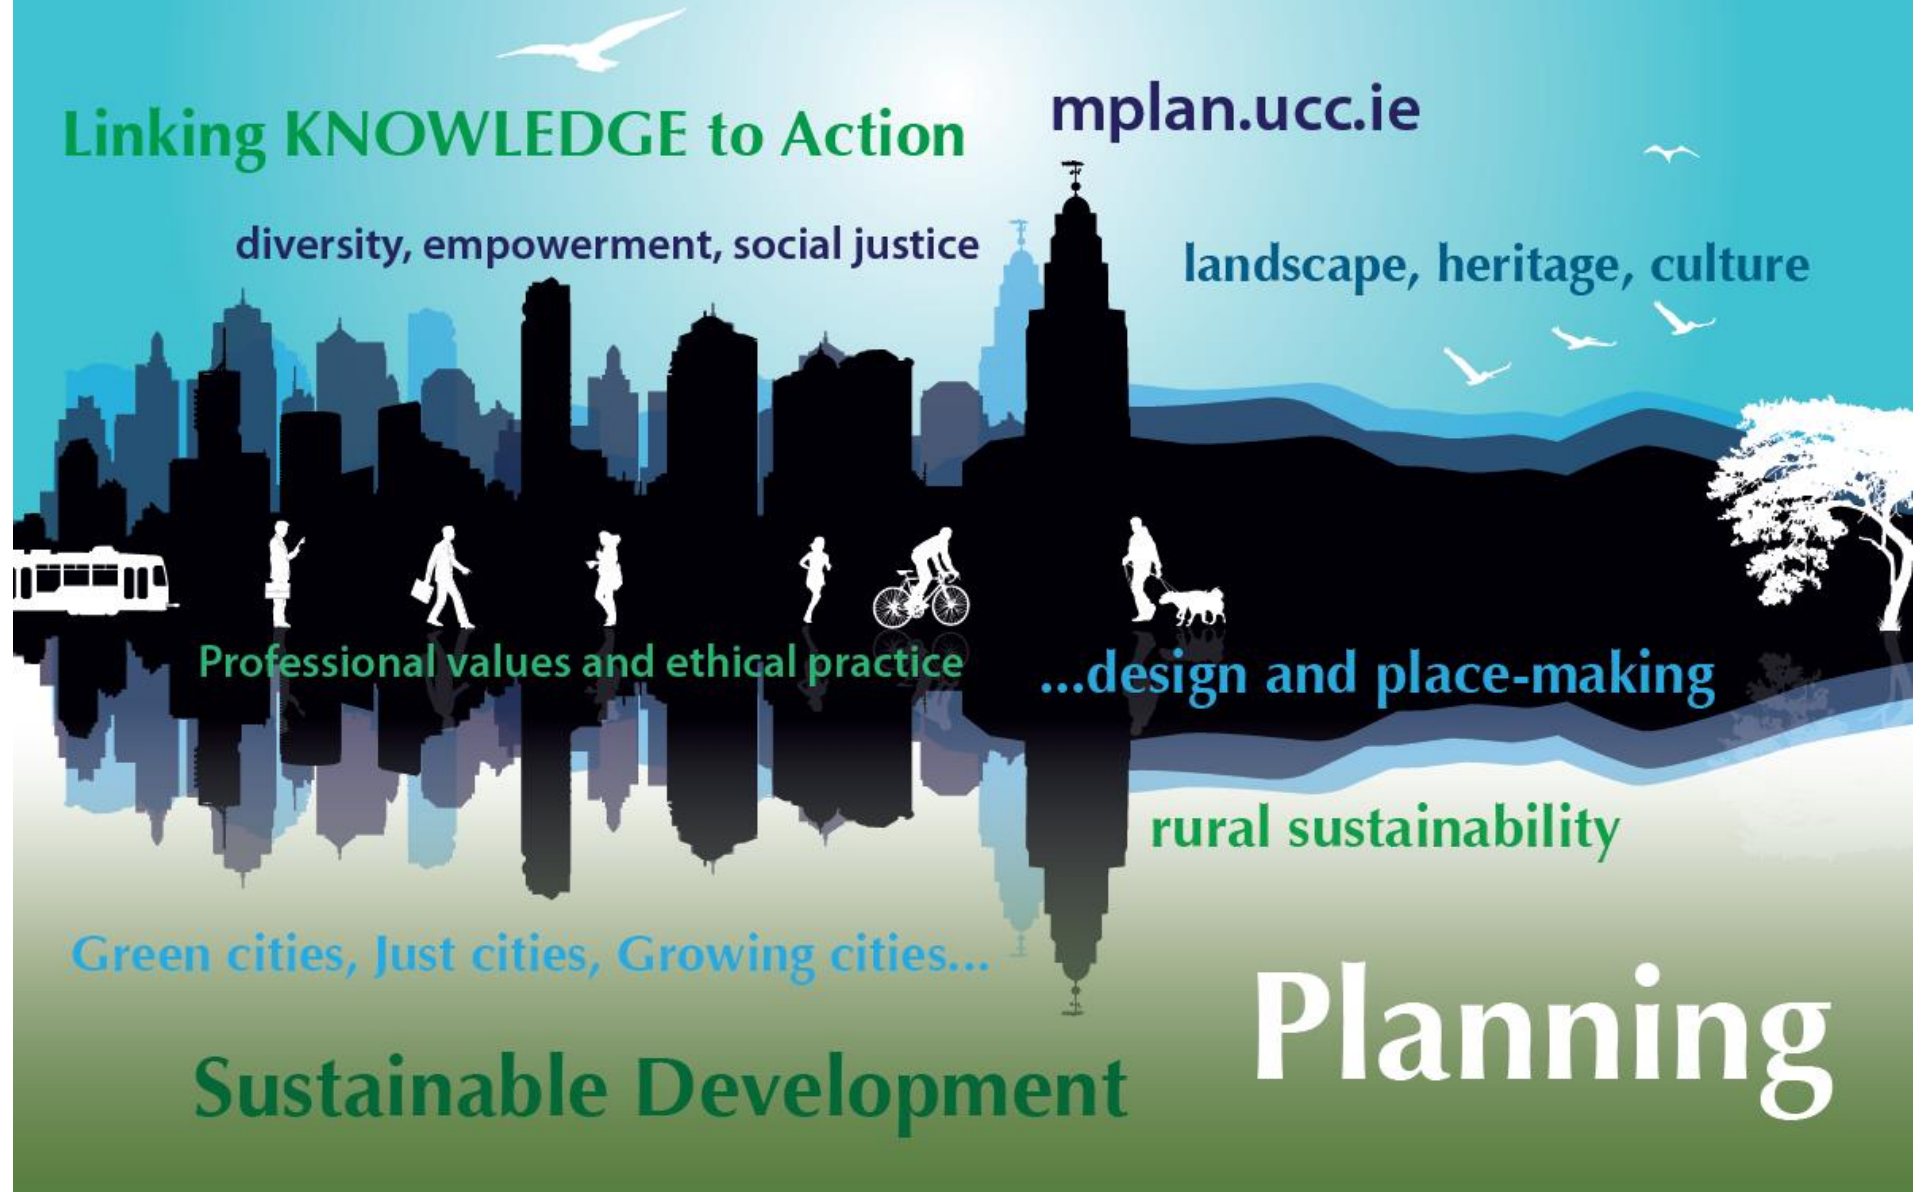 Linking KNOWLEDGE to Action
mplan.ucc.ie
diversity, empowerment, social justice
landscape, heritage, culture
Professional values and ethical practice
...design and place-making
rural sustainability
Green cities, Just cities, Growing cities...
Planning
Sustainable Development